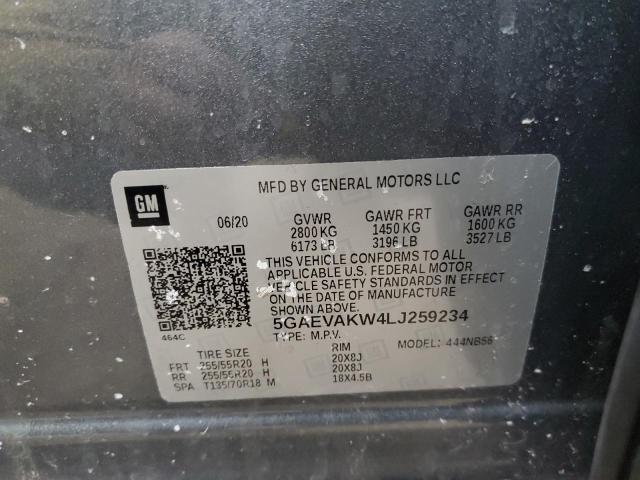 MFD BY GENERAL MOTORS LLC
GM
06/20 GVWR GAWR FRT GAWR RR
2800 KG 1450 KG 1600 KG
6173 LB 3196 LB 3527 LB
THIS VEHICLE CONFORMS TO ALL
APPLICABLE U.S. FEDERAL MOTOR
VEHICLE SAFETY STANDARDS IN EFFECT
ON THE DATE OF MANUFACTURE
SHOWN ABOVE.
464C
5GAEVAKW4LJ259234
TYPE: M.P.V. MODEL: 444NB56
TIRE SIZE RIM
FRT 255/55R20 H 20X8J
RR 255/55R20 H 20X8J
SPA T135/70R18 M 18X4.5B